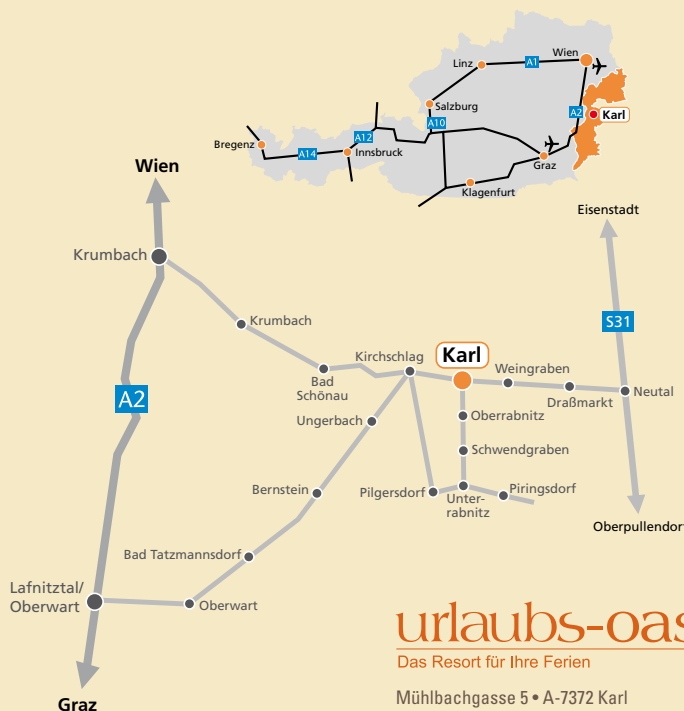 Wien
Linz
A1
Salzburg
A2
Karl
A10
A12
Bregenz
A14
Innsbruck
Graz
Klagenfurt
Wien
Eisenstadt
Krumbach
Krumbach
S31
Kirchschlag
Karl
Weingraben
Bad
Schönau
A2
Draßmarkt
Neutal
Ungerbach
Oberrabnitz
Schwendgraben
Bernstein
Pilgersdorf
Unter-
rabnitz
Piringsdorf
Oberpullendorf
Bad Tatzmannsdorf
Lafnitztal/
Oberwart
Oberwart
urlaubs-oas
Das Resort für Ihre Ferien
Mühlbachgasse 5 • A-7372 Karl
Graz